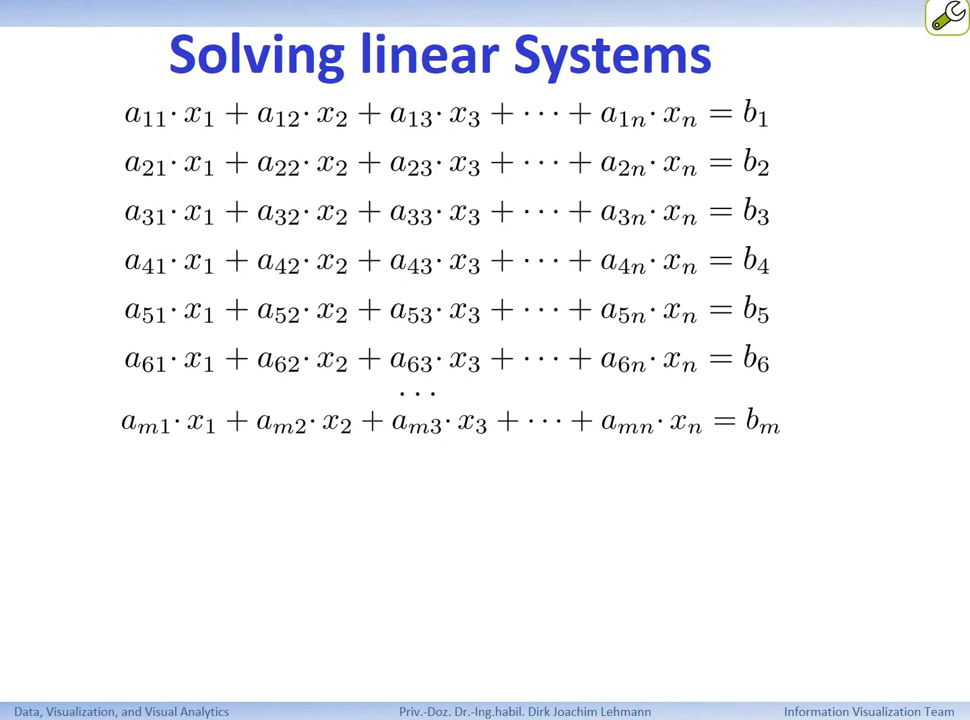 Solving linear Systems
a₁₁· x₁ + a₁₂· x₂ + a₁₃· x₃ + ··· + a₁ₙ· xₙ = b₁
a₂₁· x₁ + a₂₂· x₂ + a₂₃· x₃ + ··· + a₂ₙ· xₙ = b₂
a₃₁· x₁ + a₃₂· x₂ + a₃₃· x₃ + ··· + a₃ₙ· xₙ = b₃
a₄₁· x₁ + a₄₂· x₂ + a₄₃· x₃ + ··· + a₄ₙ· xₙ = b₄
a₅₁· x₁ + a₅₂· x₂ + a₅₃· x₃ + ··· + a₅ₙ· xₙ = b₅
a₆₁· x₁ + a₆₂· x₂ + a₆₃· x₃ + ··· + a₆ₙ· xₙ = b₆
···
aₘ₁· x₁ + aₘ₂· x₂ + aₘ₃· x₃ + ··· + aₘₙ· xₙ = bₘ
Data, Visualization, and Visual Analytics
Priv.-Doz. Dr.-Ing.habil. Dirk Joachim Lehmann
Information Visualization Team